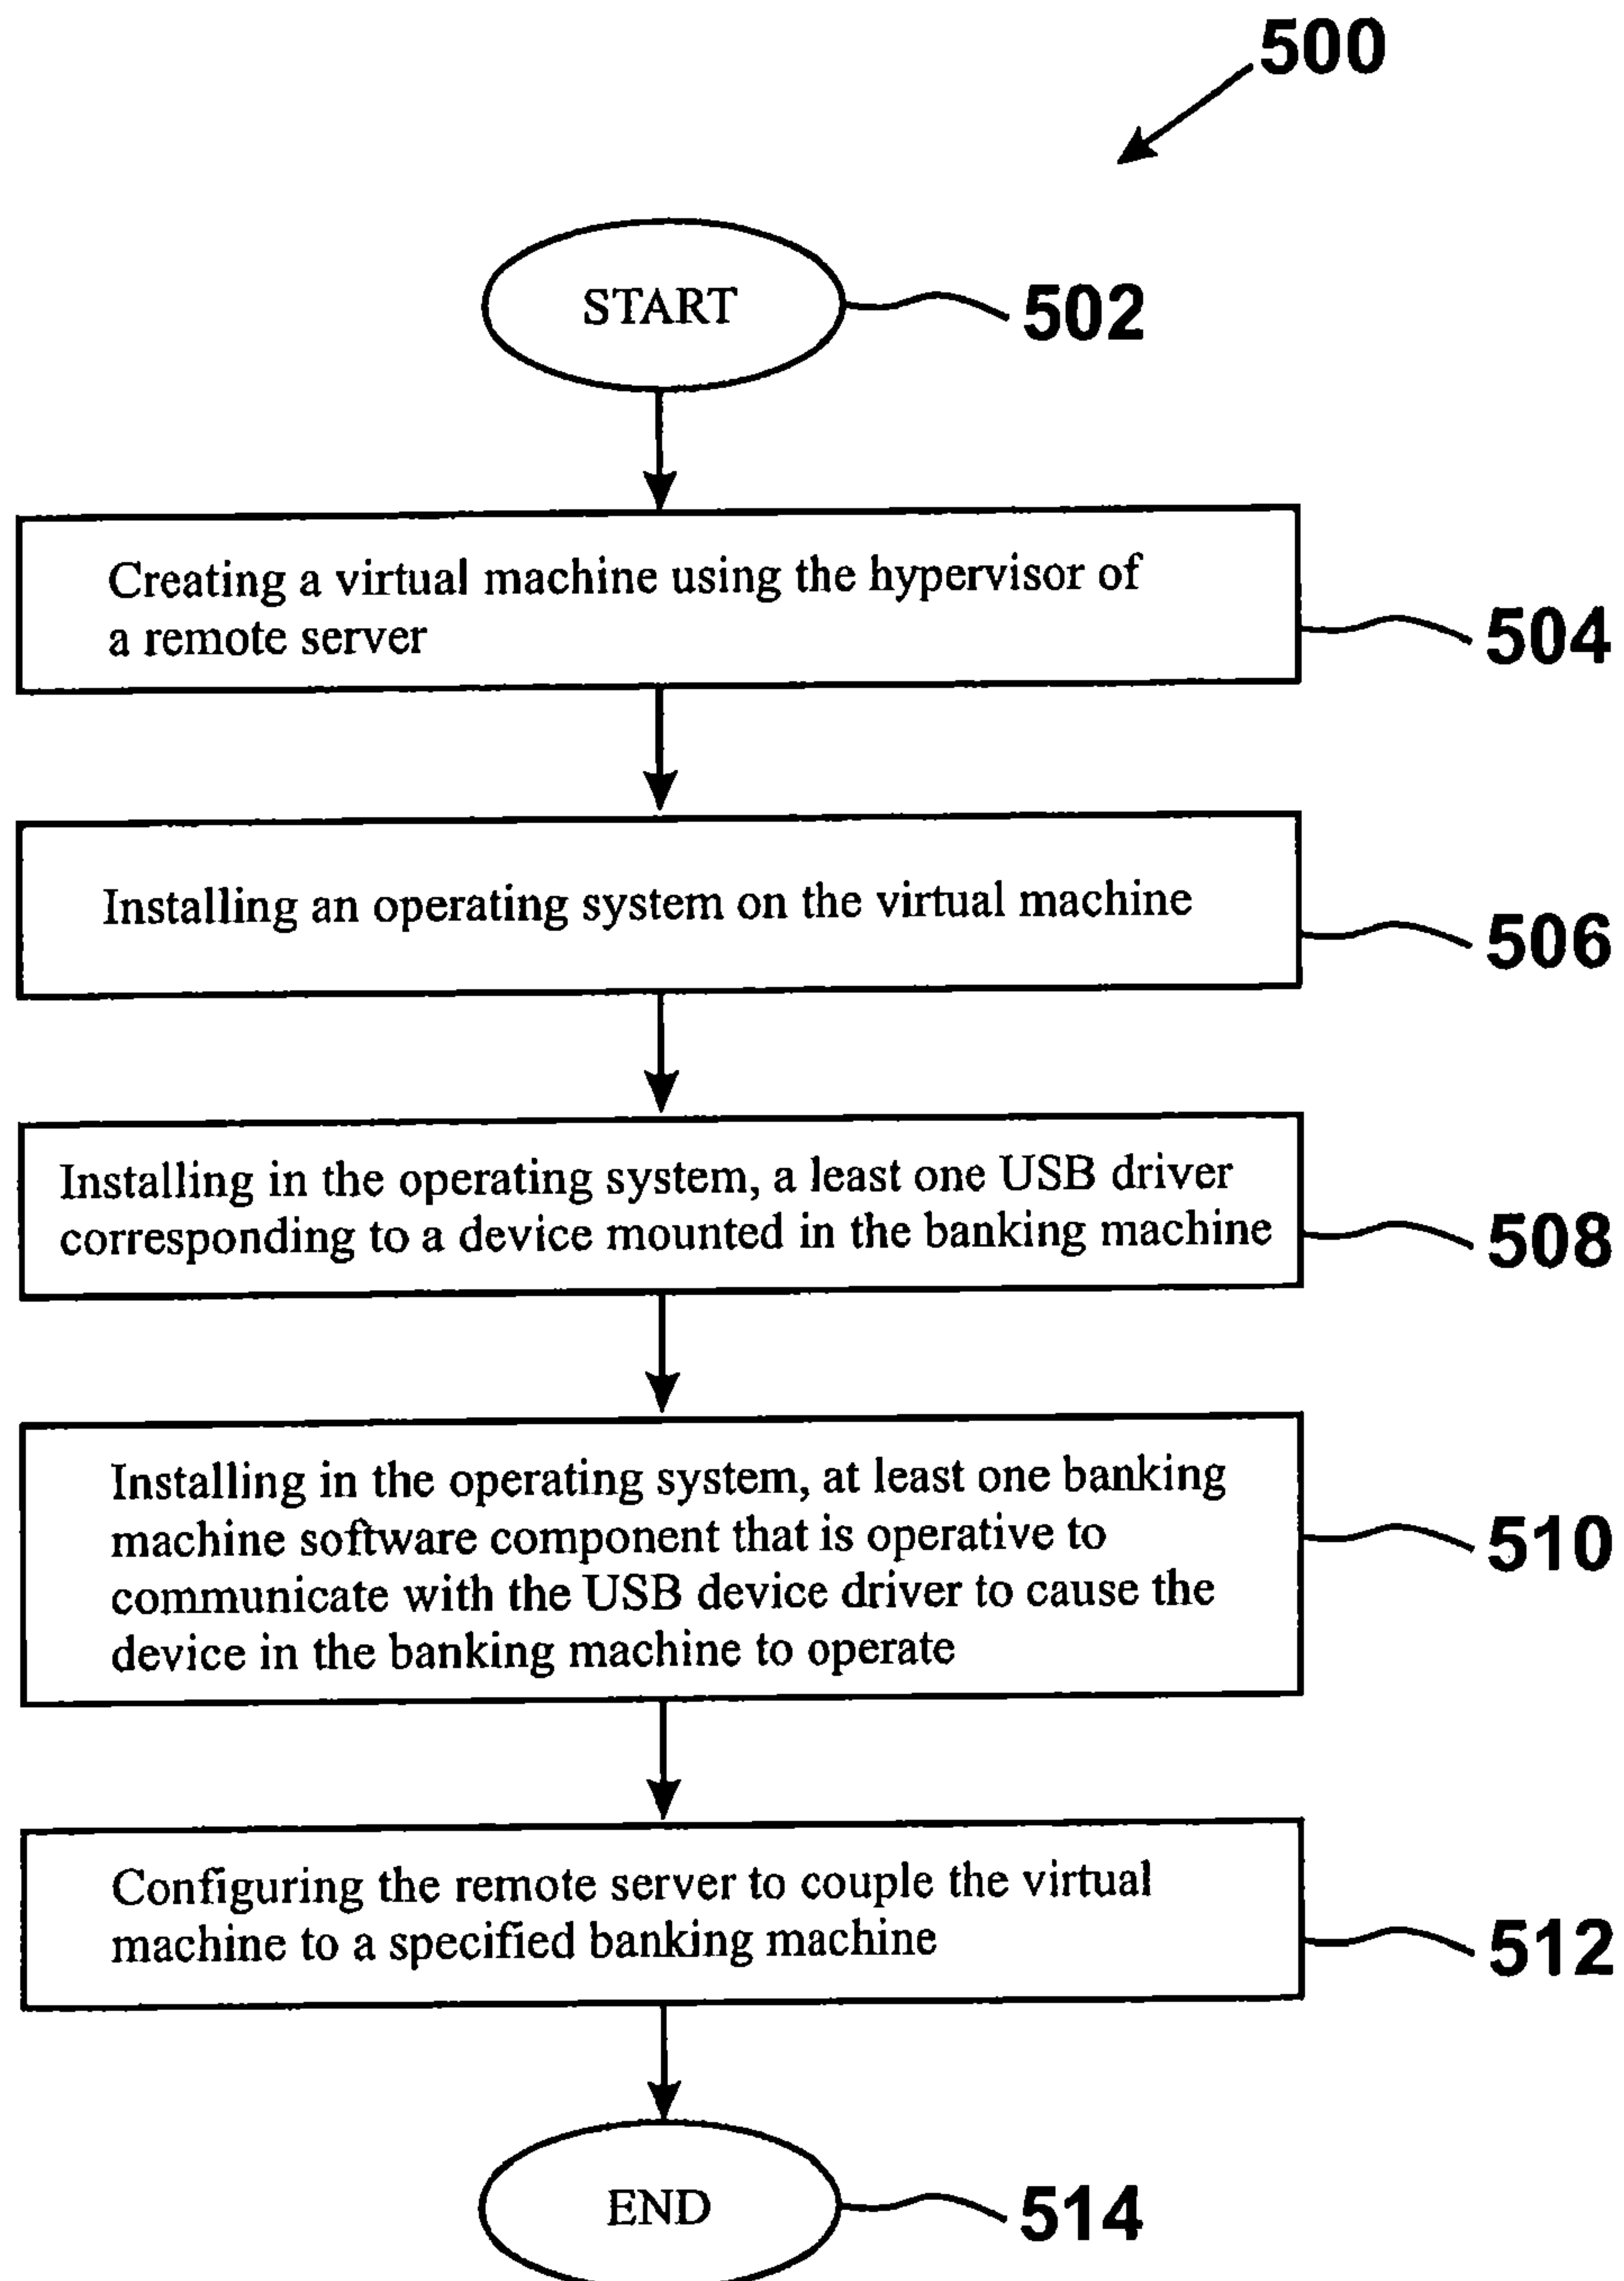 500
START
502
Creating a virtual machine using the hypervisor of
a remote server
504
Installing an operating system on the virtual machine
506
Installing in the operating system, a least one USB driver
corresponding to a device mounted in the banking machine
508
Installing in the operating system, at least one banking
machine software component that is operative to
communicate with the USB device driver to cause the
device in the banking machine to operate
510
Configuring the remote server to couple the virtual
machine to a specified banking machine
512
END
514